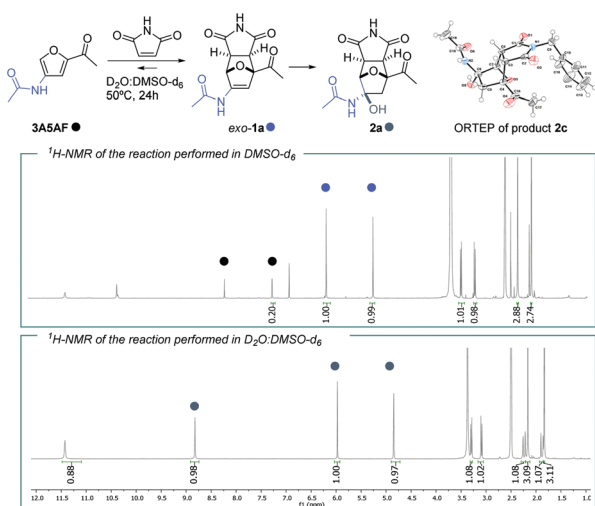 O N H O
O N H O
O N H O
O
O
HN
O
3A5AF
D2O:DMSO-d6
50ºC, 24h
H H
O
O
HN
O
exo-1a
H H
O
O
HN
OH
O
2a
ORTEP of product 2c
1H-NMR of the reaction performed in DMSO-d6
0.20
1.00
0.99
1.01
0.98
2.88
2.74
1H-NMR of the reaction performed in D2O:DMSO-d6
0.88
0.98
1.00
0.97
1.08
1.02
1.08
3.09
1.07
3.11
12.0 11.5 11.0 10.5 10.0 9.5 9.0 8.5 8.0 7.5 7.0 6.5 6.0 5.5 5.0 4.5 4.0 3.5 3.0 2.5 2.0 1.5 1.0
f1 (ppm)